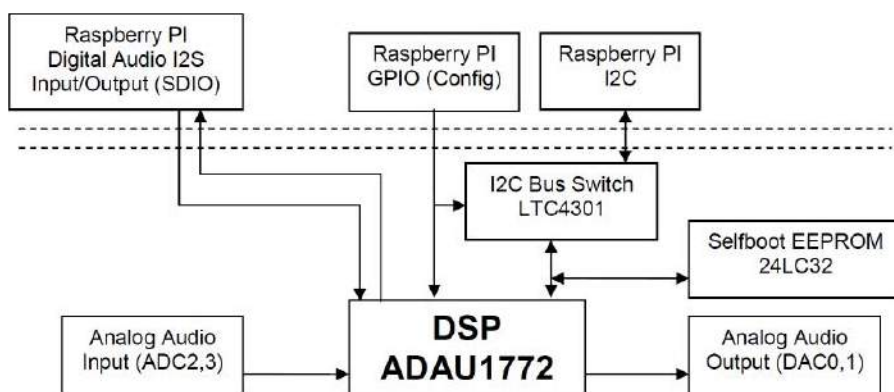 Raspberry PI
Digital Audio I2S
Input/Output (SDIO)
Raspberry PI
GPIO (Config)
Raspberry PI
I2C
I2C Bus Switch
LTC4301
Selfboot EEPROM
24LC32
Analog Audio
Input (ADC2,3)
DSP
ADAU1772
Analog Audio
Output (DAC0,1)